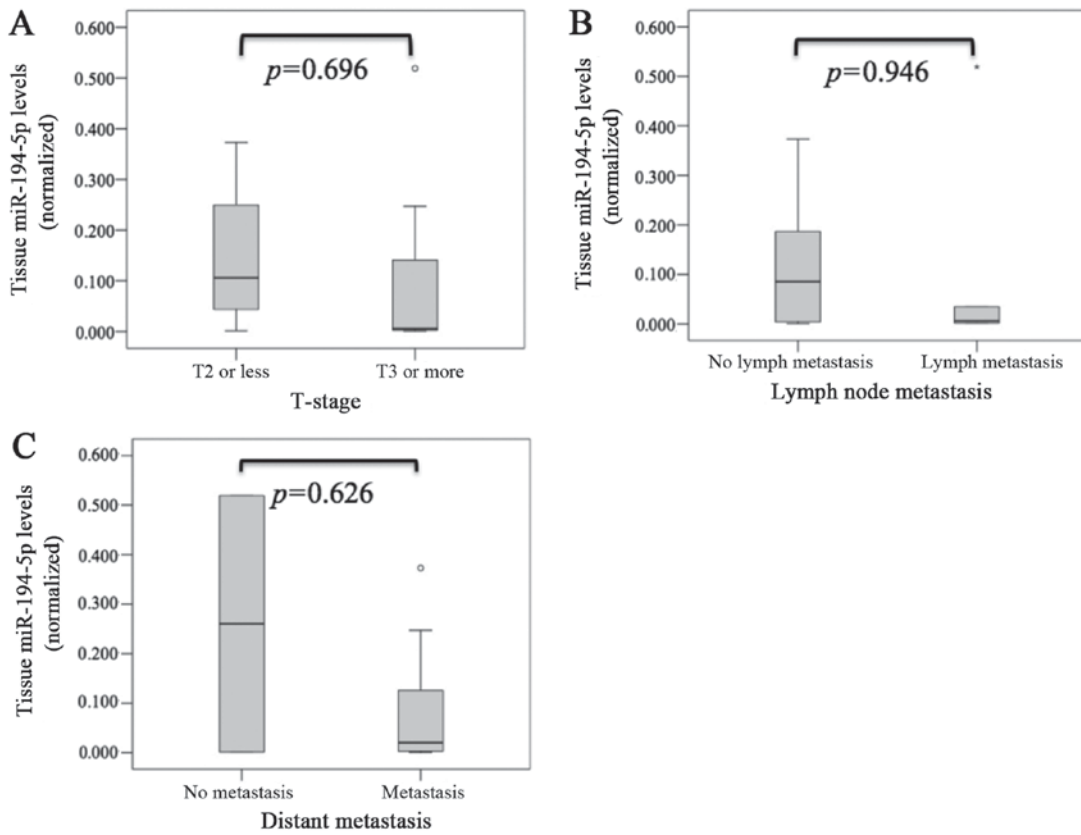 A
Tissue miR-194-5p levels
(normalized)
0.600
0.500
0.400
0.300
0.200
0.100
0.000
p=0.696
T2 or less
T3 or more
T-stage
B
Tissue miR-194-5p levels
(normalized)
0.600
0.500
0.400
0.300
0.200
0.100
0.000
p=0.946
No lymph metastasis
Lymph metastasis
Lymph node metastasis
C
Tissue miR-194-5p levels
(normalized)
0.600
0.500
0.400
0.300
0.200
0.100
0.000
p=0.626
No metastasis
Metastasis
Distant metastasis